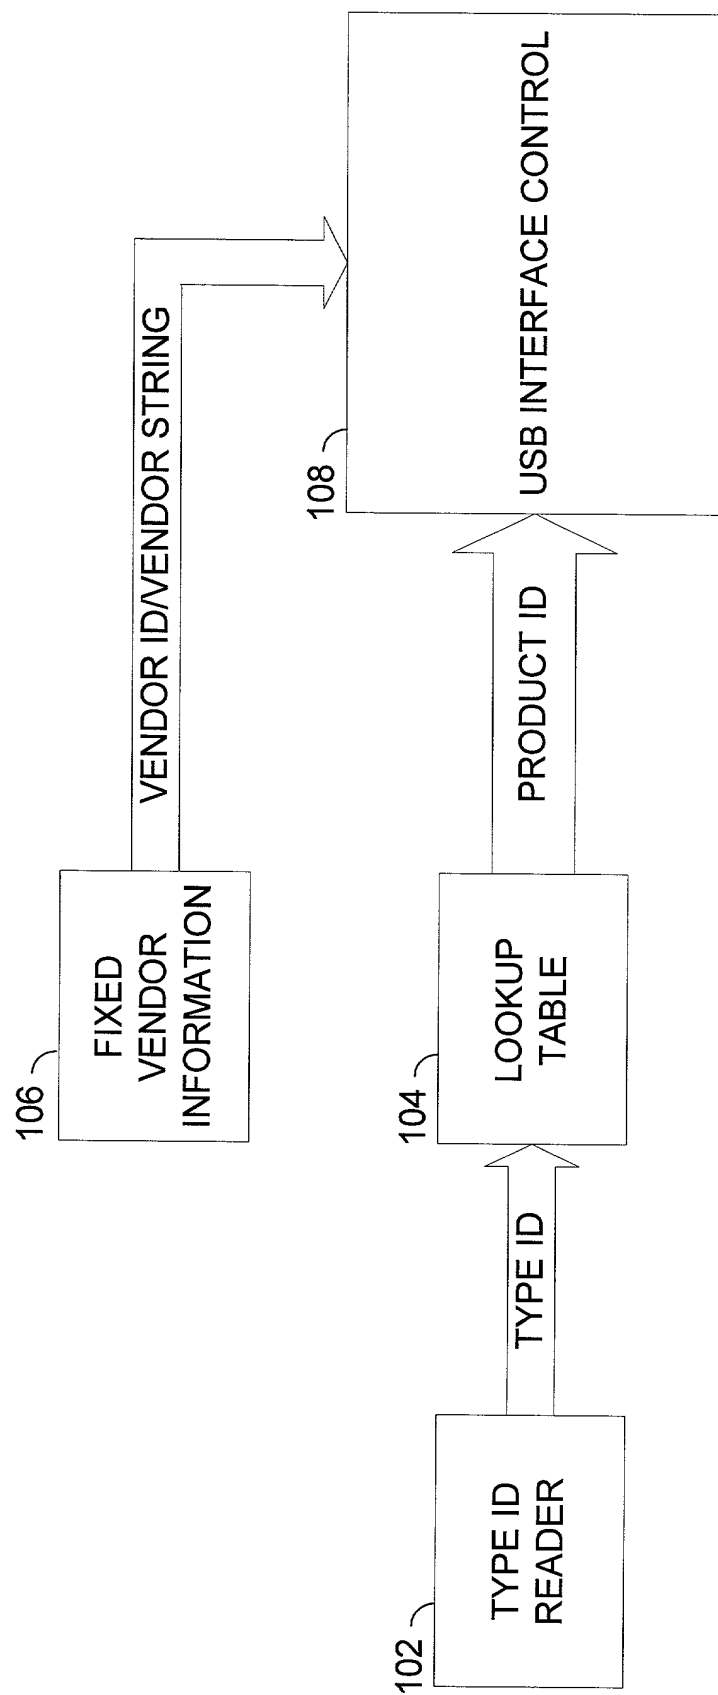 106
FIXED
VENDOR
INFORMATION
VENDOR ID/VENDOR STRING
102
TYPE ID
READER
TYPE ID
104
LOOKUP
TABLE
PRODUCT ID
108
USB INTERFACE CONTROL